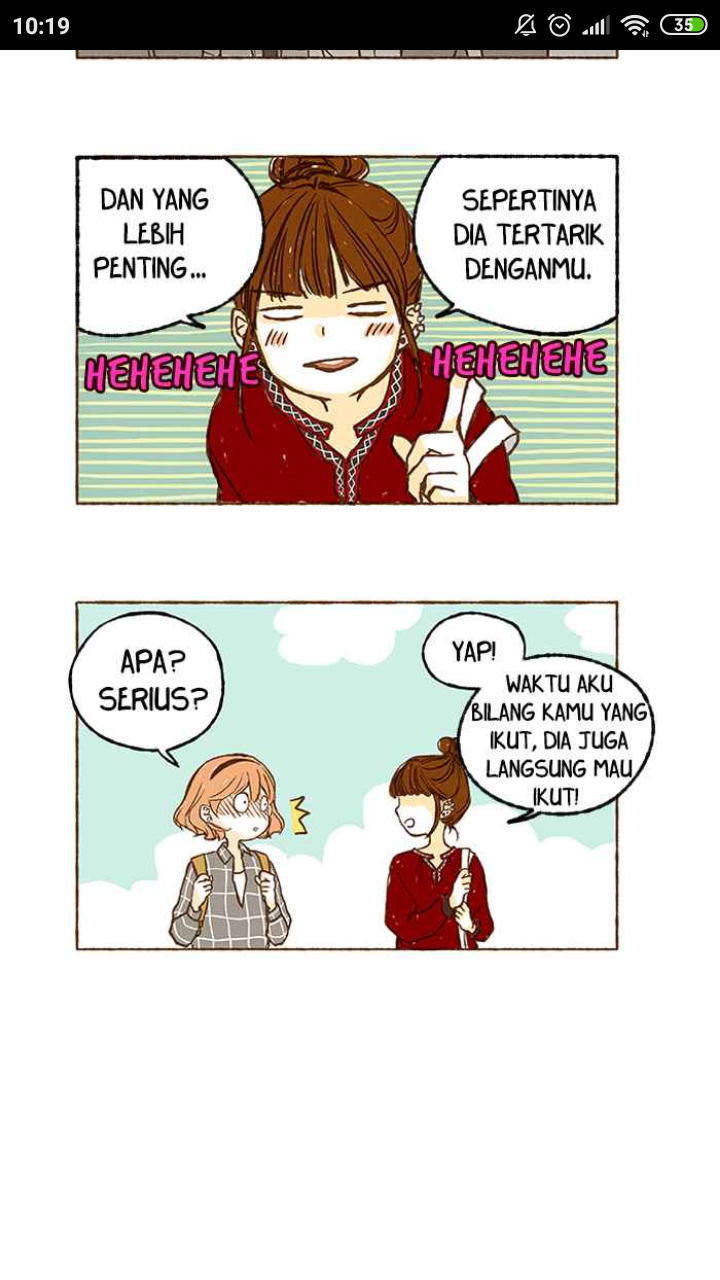 10:19
35
DAN YANG
LEBIH
PENTING...
SEPERTINYA
DIA TERTARIK
DENGANMU.
HEHEHEHE
HEHEHEHE
APA?
SERIUS?
YAP!
WAKTU AKU
BILANG KAMU YANG
IKUT, DIA JUGA
LANGSUNG MAU
IKUT!